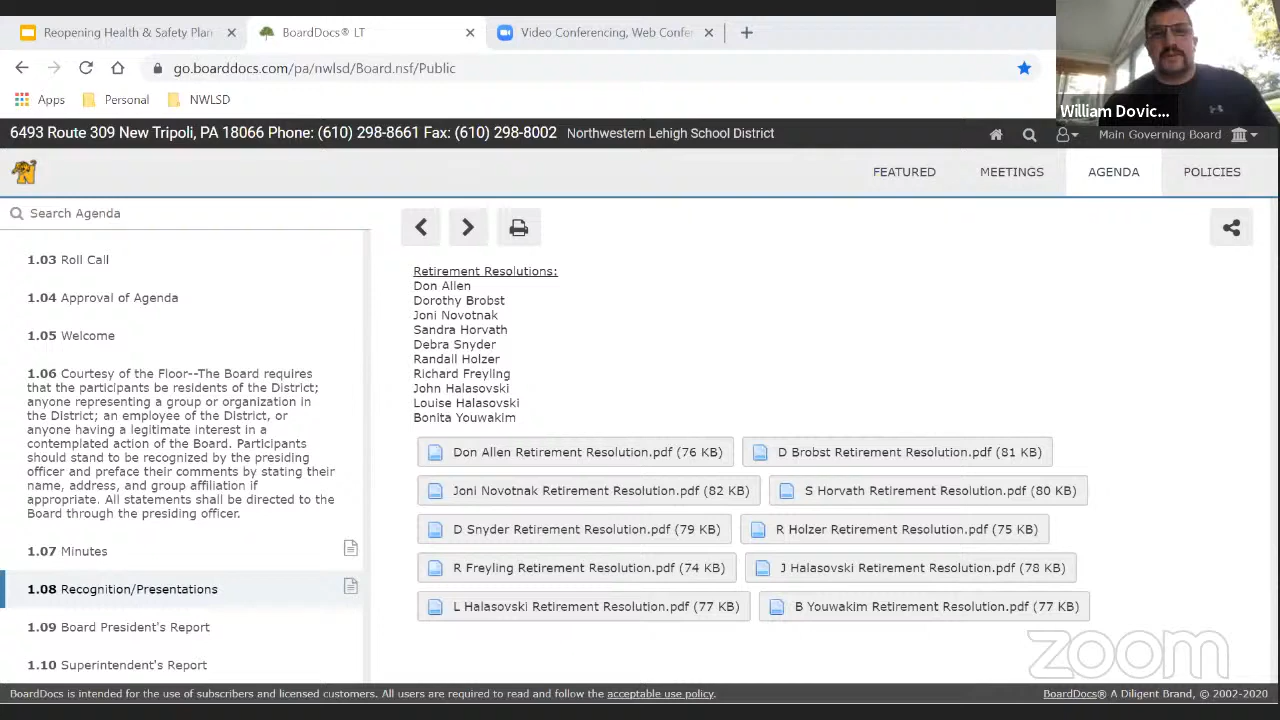 Reopening Health & Safety Plan
BoardDocs® LT
Video Conferencing, Web Confer
go.boarddocs.com/pa/nwlsd/Board.nsf/Public
Apps
Personal
NWLSD
William Dovic...
6493 Route 309 New Tripoli, PA 18066 Phone: (610) 298-8661 Fax: (610) 298-8002 Northwestern Lehigh School District
Main Governing Board
FEATURED
MEETINGS
AGENDA
POLICIES
Search Agenda
1.03 Roll Call
1.04 Approval of Agenda
1.05 Welcome
1.06 Courtesy of the Floor--The Board requires
that the participants be residents of the District;
anyone representing a group or organization in
the District; an employee of the District, or
anyone having a legitimate interest in a
contemplated action of the Board. Participants
should stand to be recognized by the presiding
officer and preface their comments by stating their
name, address, and group affiliation if
appropriate. All statements shall be directed to the
Board through the presiding officer.
1.07 Minutes
1.08 Recognition/Presentations
1.09 Board President's Report
1.10 Superintendent's Report
Retirement Resolutions:
Don Allen
Dorothy Brobst
Joni Novotnak
Sandra Horvath
Debra Snyder
Randall Holzer
Richard Freyling
John Halasovski
Louise Halasovski
Bonita Youwakim
Don Allen Retirement Resolution.pdf (76 KB)
D Brobst Retirement Resolution.pdf (81 KB)
Joni Novotnak Retirement Resolution.pdf (82 KB)
S Horvath Retirement Resolution.pdf (80 KB)
D Snyder Retirement Resolution.pdf (79 KB)
R Holzer Retirement Resolution.pdf (75 KB)
R Freyling Retirement Resolution.pdf (74 KB)
J Halasovski Retirement Resolution.pdf (78 KB)
L Halasovski Retirement Resolution.pdf (77 KB)
B Youwakim Retirement Resolution.pdf (77 KB)
zoom
BoardDocs is intended for the use of subscribers and licensed customers. All users are required to read and follow the acceptable use policy.
BoardDocs® A Diligent Brand, © 2002-2020